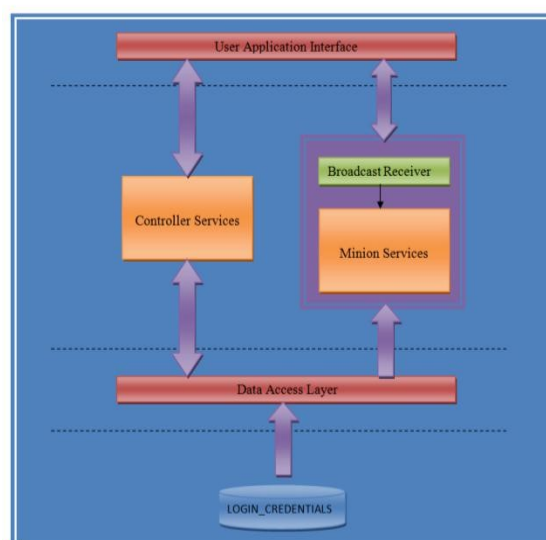 User Application Interface
Broadcast Receiver
Controller Services
Minion Services
Data Access Layer
LOGIN_CREDENTIALS